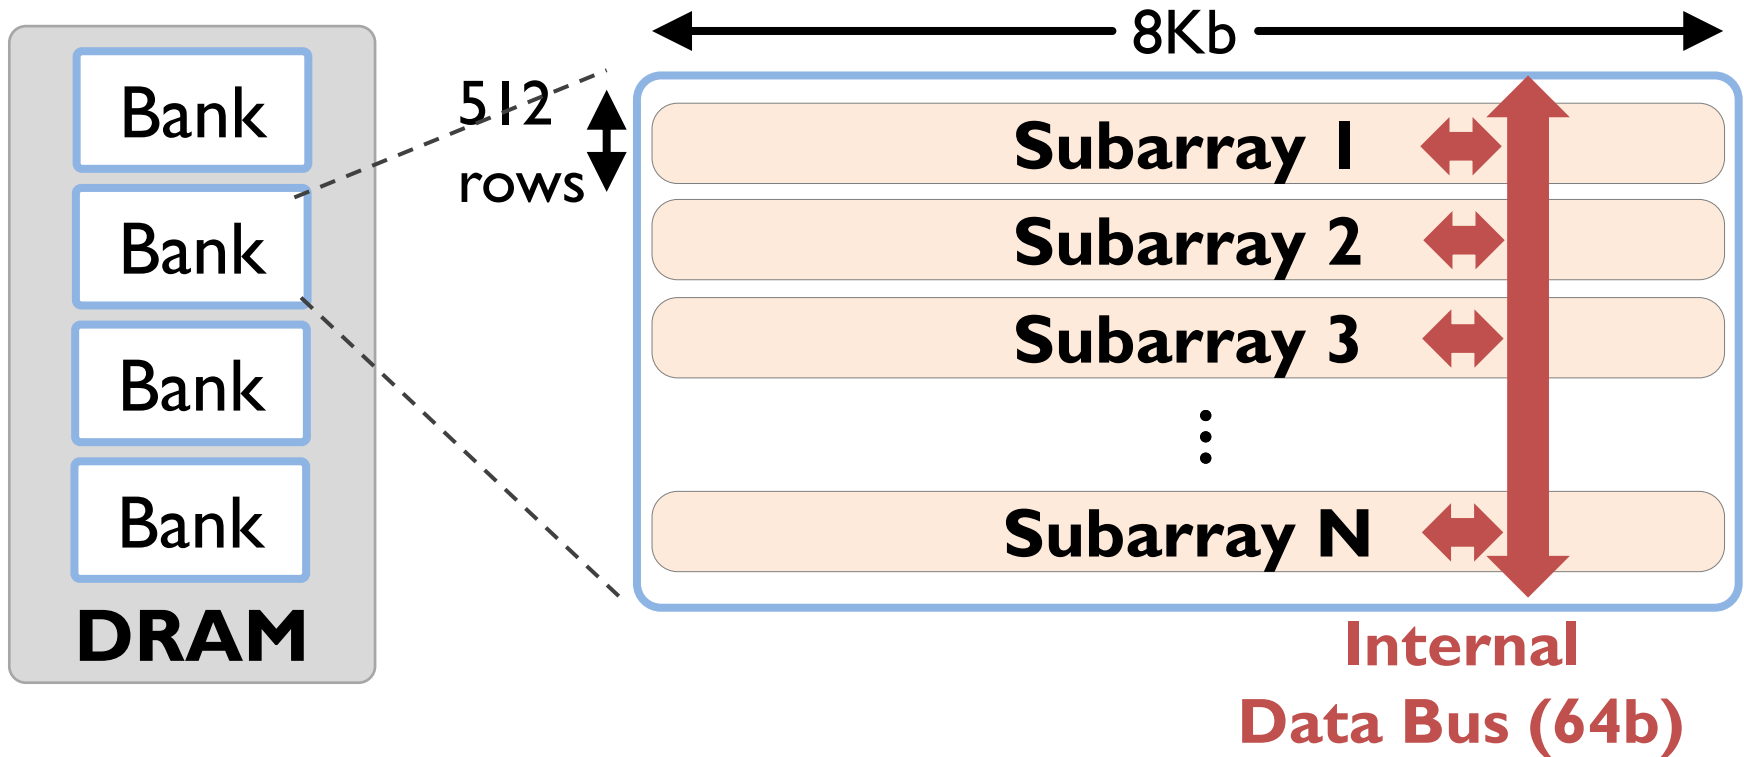 Bank
Bank
Bank
Bank
DRAM
8Kb
512
rows
Subarray 1
Subarray 2
Subarray 3
Subarray N
Internal
Data Bus (64b)